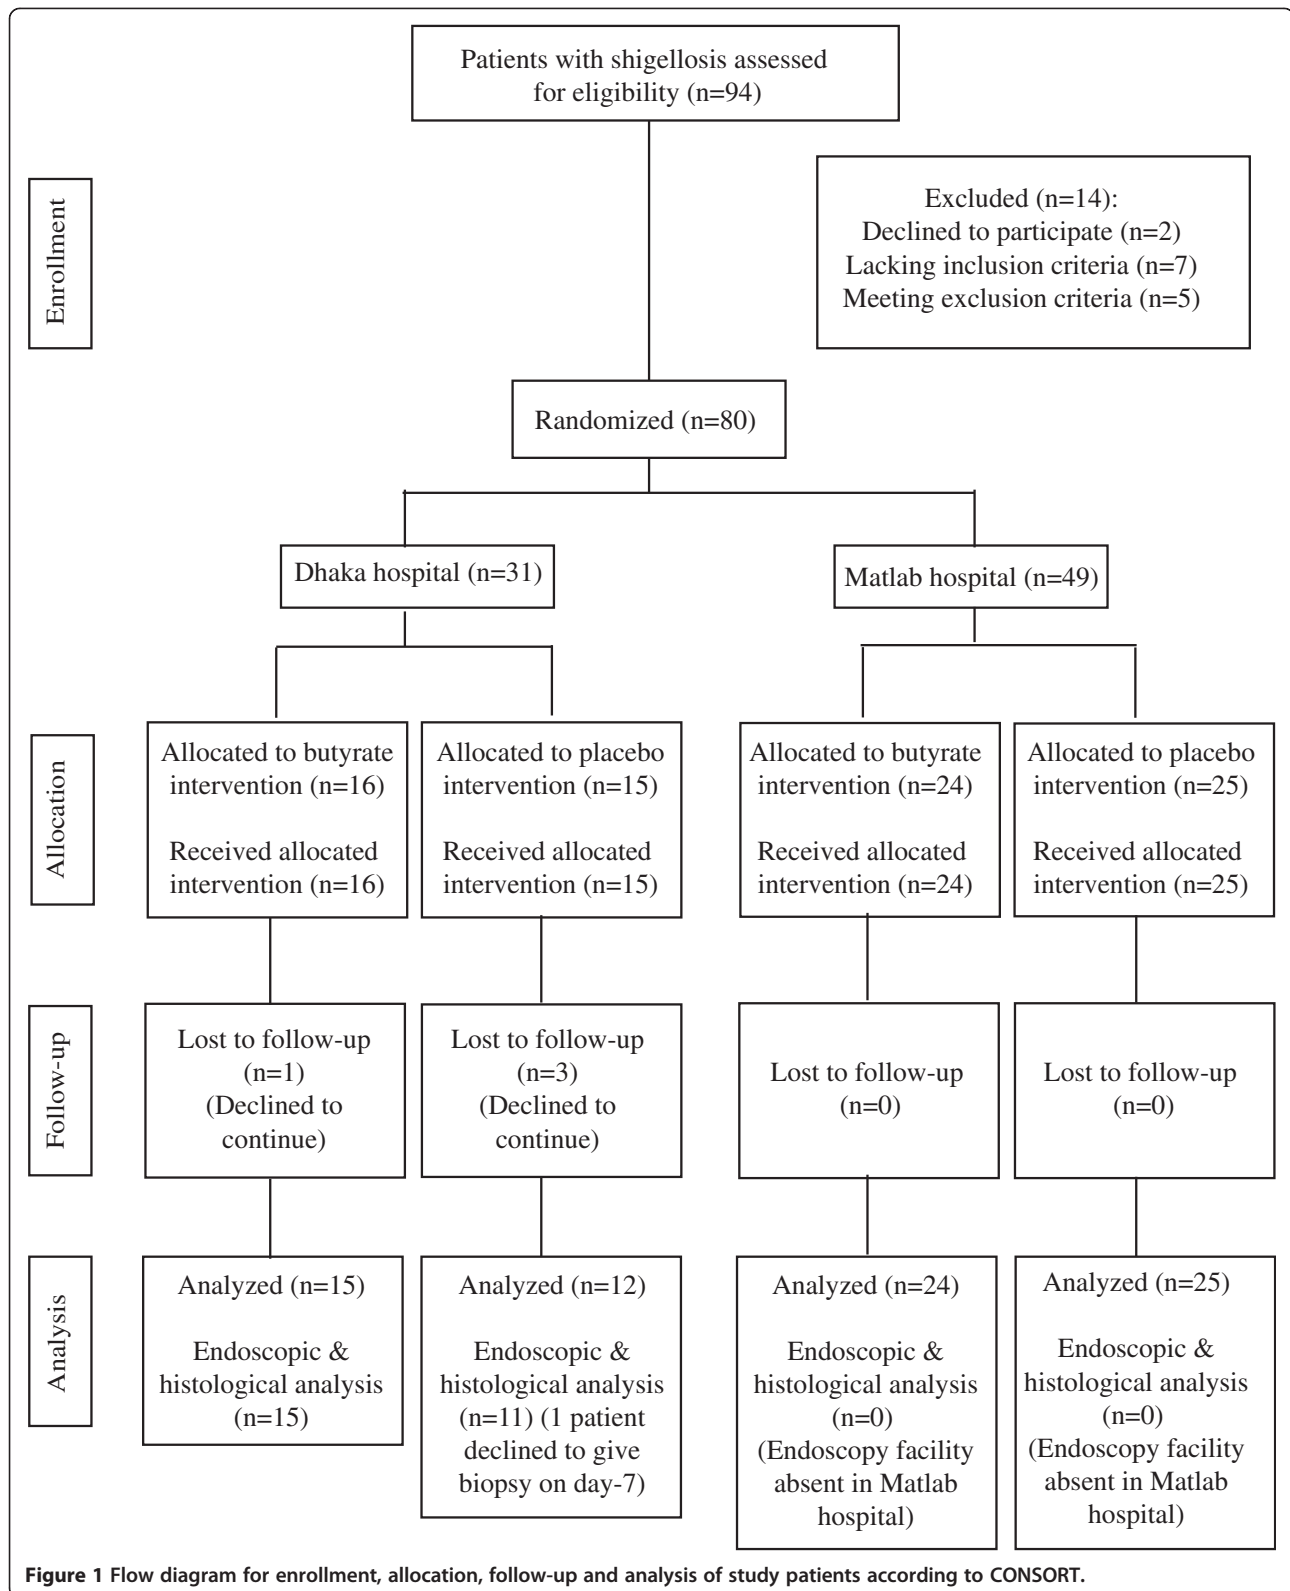 Patients with shigellosis assessed
for eligibility (n=94)
Enrollment
Excluded (n=14):
Declined to participate (n=2)
Lacking inclusion criteria (n=7)
Meeting exclusion criteria (n=5)
Randomized (n=80)
Dhaka hospital (n=31)
Matlab hospital (n=49)
Allocation
Allocated to butyrate
intervention (n=16)
Received allocated
intervention (n=16)
Allocated to placebo
intervention (n=15)
Received allocated
intervention (n=15)
Allocated to butyrate
intervention (n=24)
Received allocated
intervention (n=24)
Allocated to placebo
intervention (n=25)
Received allocated
intervention (n=25)
Follow-up
Lost to follow-up
(n=1)
(Declined to
continue)
Lost to follow-up
(n=3)
(Declined to
continue)
Lost to follow-up
(n=0)
Lost to follow-up
(n=0)
Analysis
Analyzed (n=15)
Endoscopic &
histological analysis
(n=15)
Analyzed (n=12)
Endoscopic &
histological analysis
(n=11) (1 patient
declined to give
biopsy on day-7)
Analyzed (n=24)
Endoscopic &
histological analysis
(n=0)
(Endoscopy facility
absent in Matlab
hospital)
Analyzed (n=25)
Endoscopic &
histological analysis
(n=0)
(Endoscopy facility
absent in Matlab
hospital)
Figure 1 Flow diagram for enrollment, allocation, follow-up and analysis of study patients according to CONSORT.